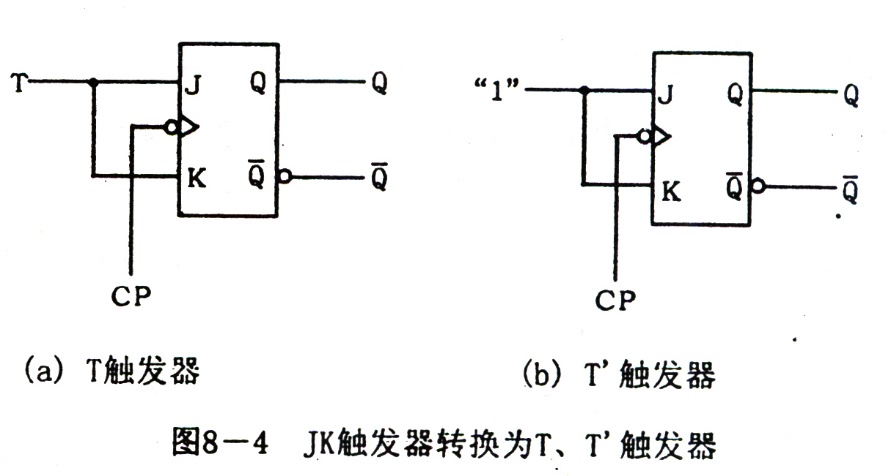 T J Q Q “1” J Q Q
K Q̅ Q̅ K Q̅ Q̅
CP CP
(a) T触发器 (b) T’触发器
图8－4 JK触发器转换为T、T’触发器